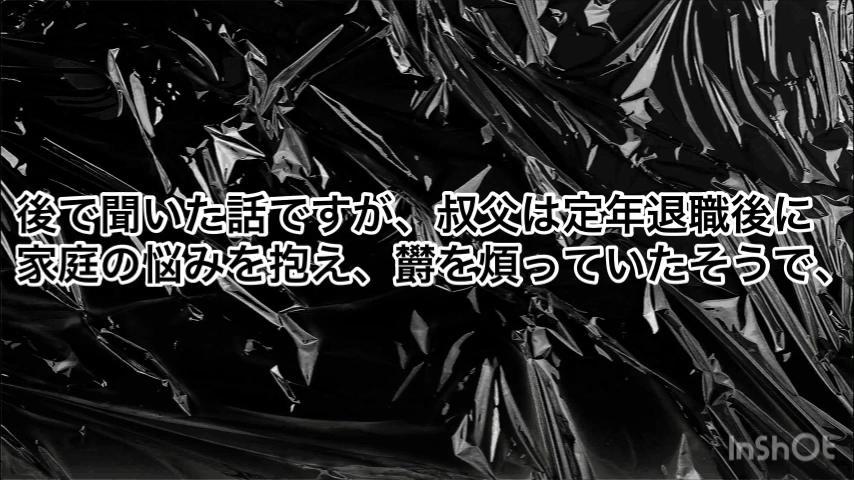 後で聞いた話ですが、叔父は定年退職後に
家庭の悩みを抱え、欝を煩っていたそうで、
InShOt